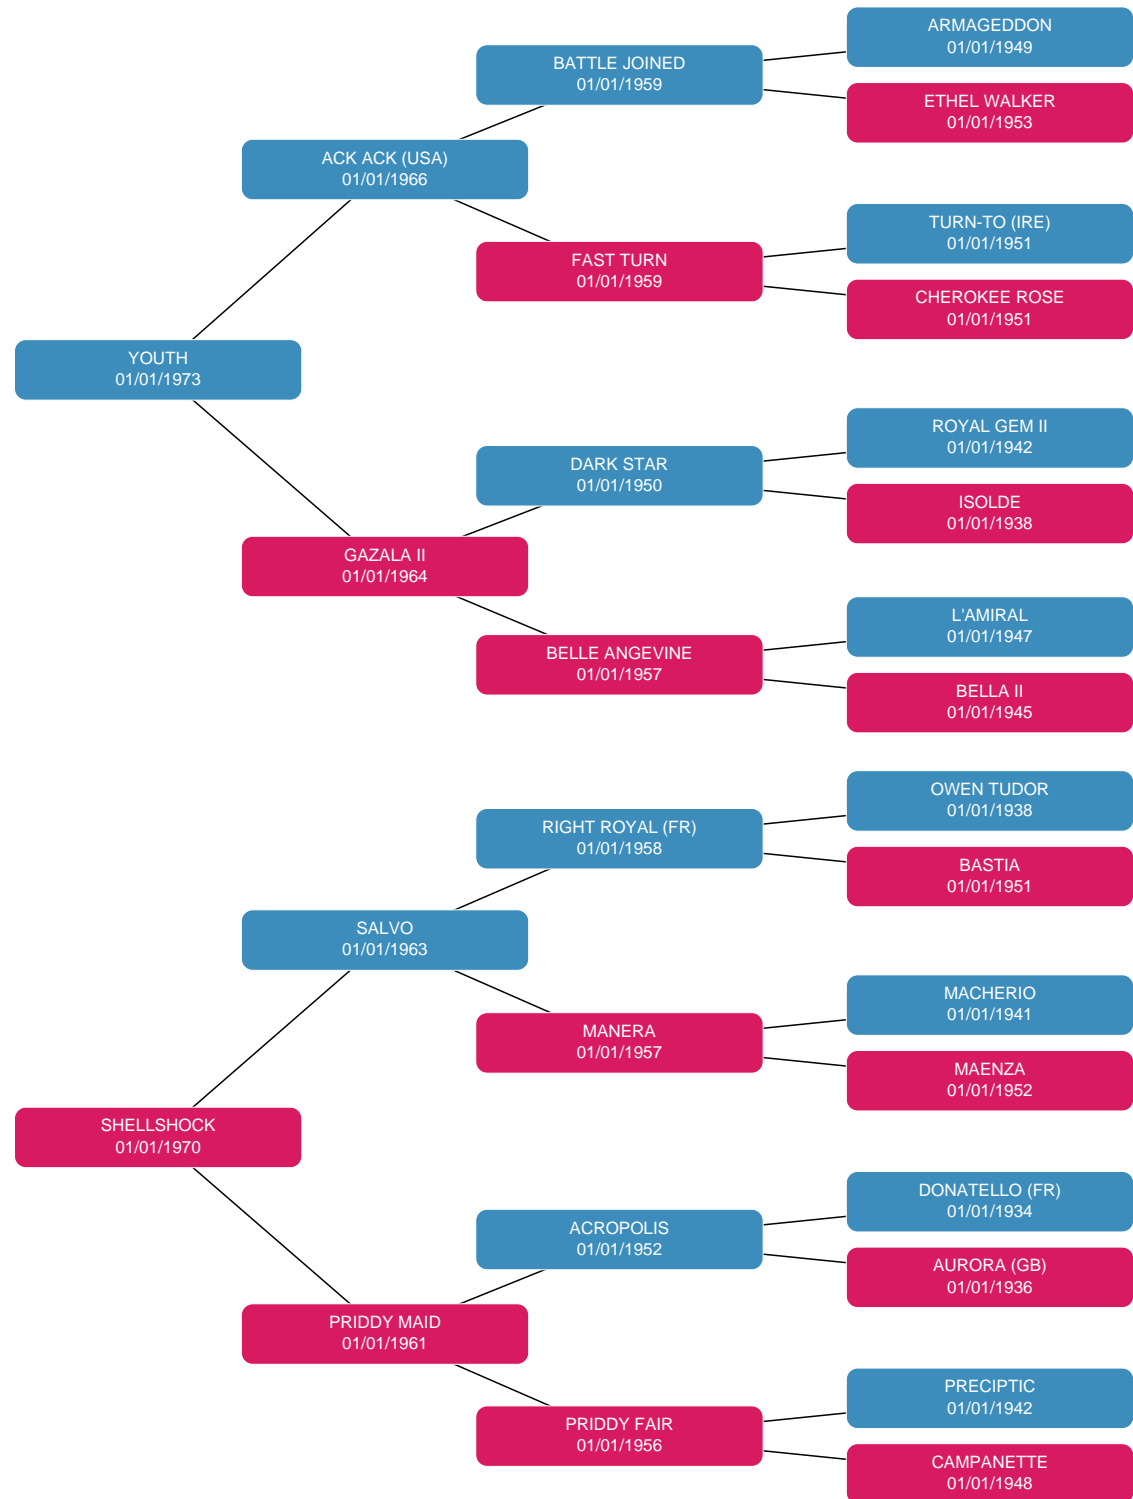 ARMAGEDDON
01/01/1949
BATTLE JOINED
01/01/1959
ETHEL WALKER
01/01/1953
ACK ACK (USA)
01/01/1966
TURN-TO (IRE)
01/01/1951
FAST TURN
01/01/1959
CHEROKEE ROSE
01/01/1951
YOUTH
01/01/1973
ROYAL GEM II
01/01/1942
DARK STAR
01/01/1950
ISOLDE
01/01/1938
GAZALA II
01/01/1964
L'AMIRAL
01/01/1947
BELLE ANGEVINE
01/01/1957
BELLA II
01/01/1945
OWEN TUDOR
01/01/1938
RIGHT ROYAL (FR)
01/01/1958
BASTIA
01/01/1951
SALVO
01/01/1963
MACHERIO
01/01/1941
MANERA
01/01/1957
MAENZA
01/01/1952
SHELLSHOCK
01/01/1970
DONATELLO (FR)
01/01/1934
ACROPOLIS
01/01/1952
AURORA (GB)
01/01/1936
PRIDDY MAID
01/01/1961
PRECIPTIC
01/01/1942
PRIDDY FAIR
01/01/1956
CAMPANETTE
01/01/1948